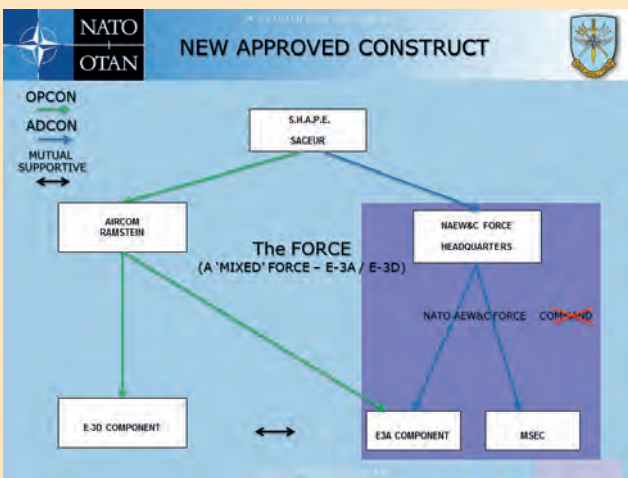 NATO
OTAN
NEW APPROVED CONSTRUCT
OPCON
ADCON
MUTUAL
SUPPORTIVE
S.H.A.P.E.
SACEUR
AIRCOM
RAMSTEIN
The FORCE
(A 'MIXED' FORCE – E-3A / E-3D)
NAEW&C FORCE
HEADQUARTERS
NATO AEW&C FORCE COMMAND
E-3D COMPONENT
E3A COMPONENT
MSEC